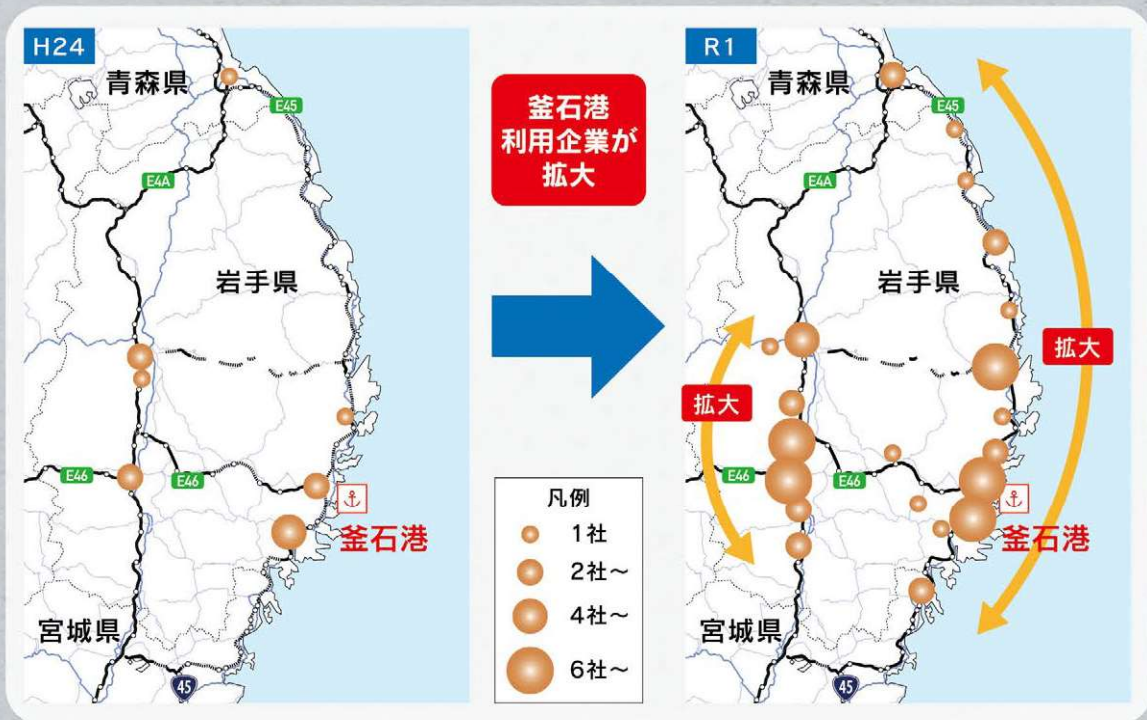 H24
青森県
E45
E4A
岩手県
E46
E46
釜石港
宮城県
45
釜石港
利用企業が
拡大
凡例
1社
2社～
4社～
6社～
R1
青森県
E45
E4A
岩手県
拡大
拡大
E46
E46
釜石港
宮城県
45